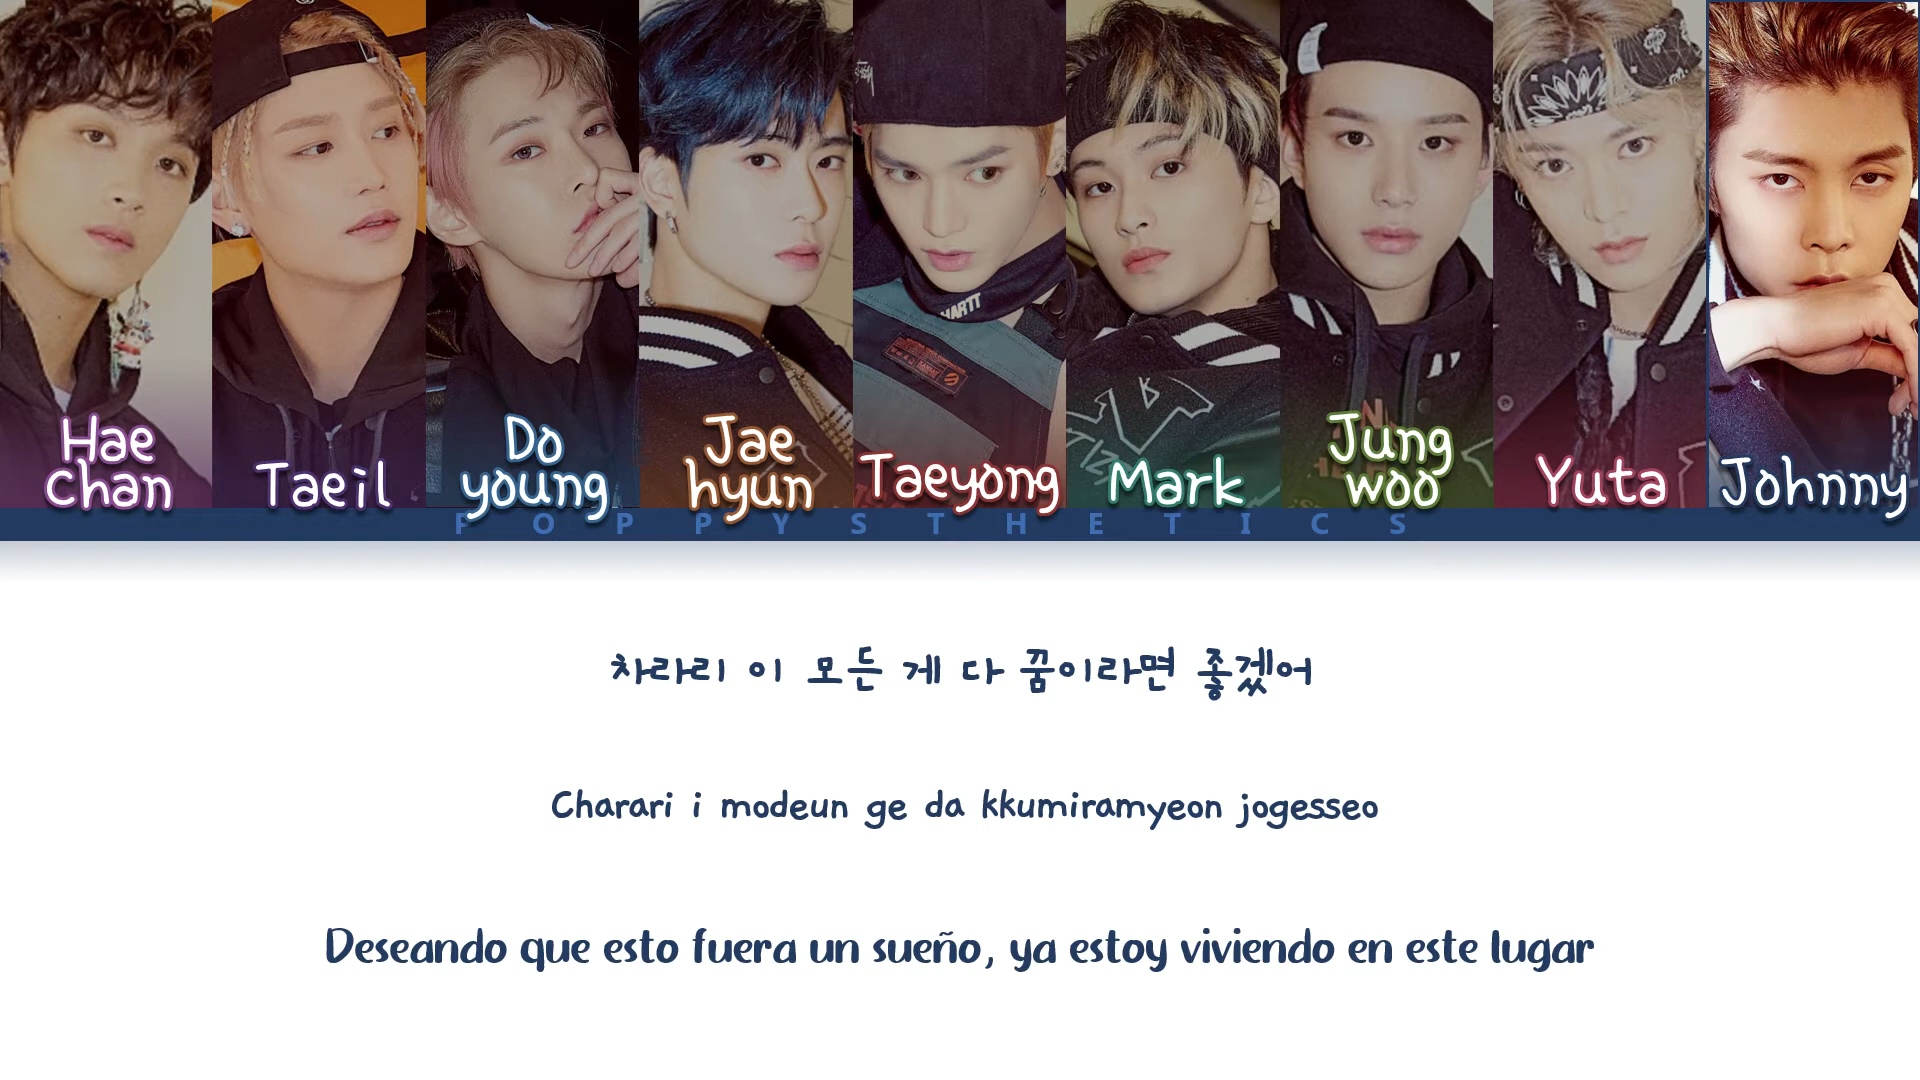 Hae
chan
Taeil
Do
young
Jae
hyun
Taeyong
Mark
Jung
woo
Yuta
Johnny
HARTT
POPPYSTHETICS
차라리 이 모든 게 다 꿈이라면 좋겠어
Charari i modeun ge da kkumiramyeon jogesseo
Deseando que esto fuera un sueño, ya estoy viviendo en este lugar